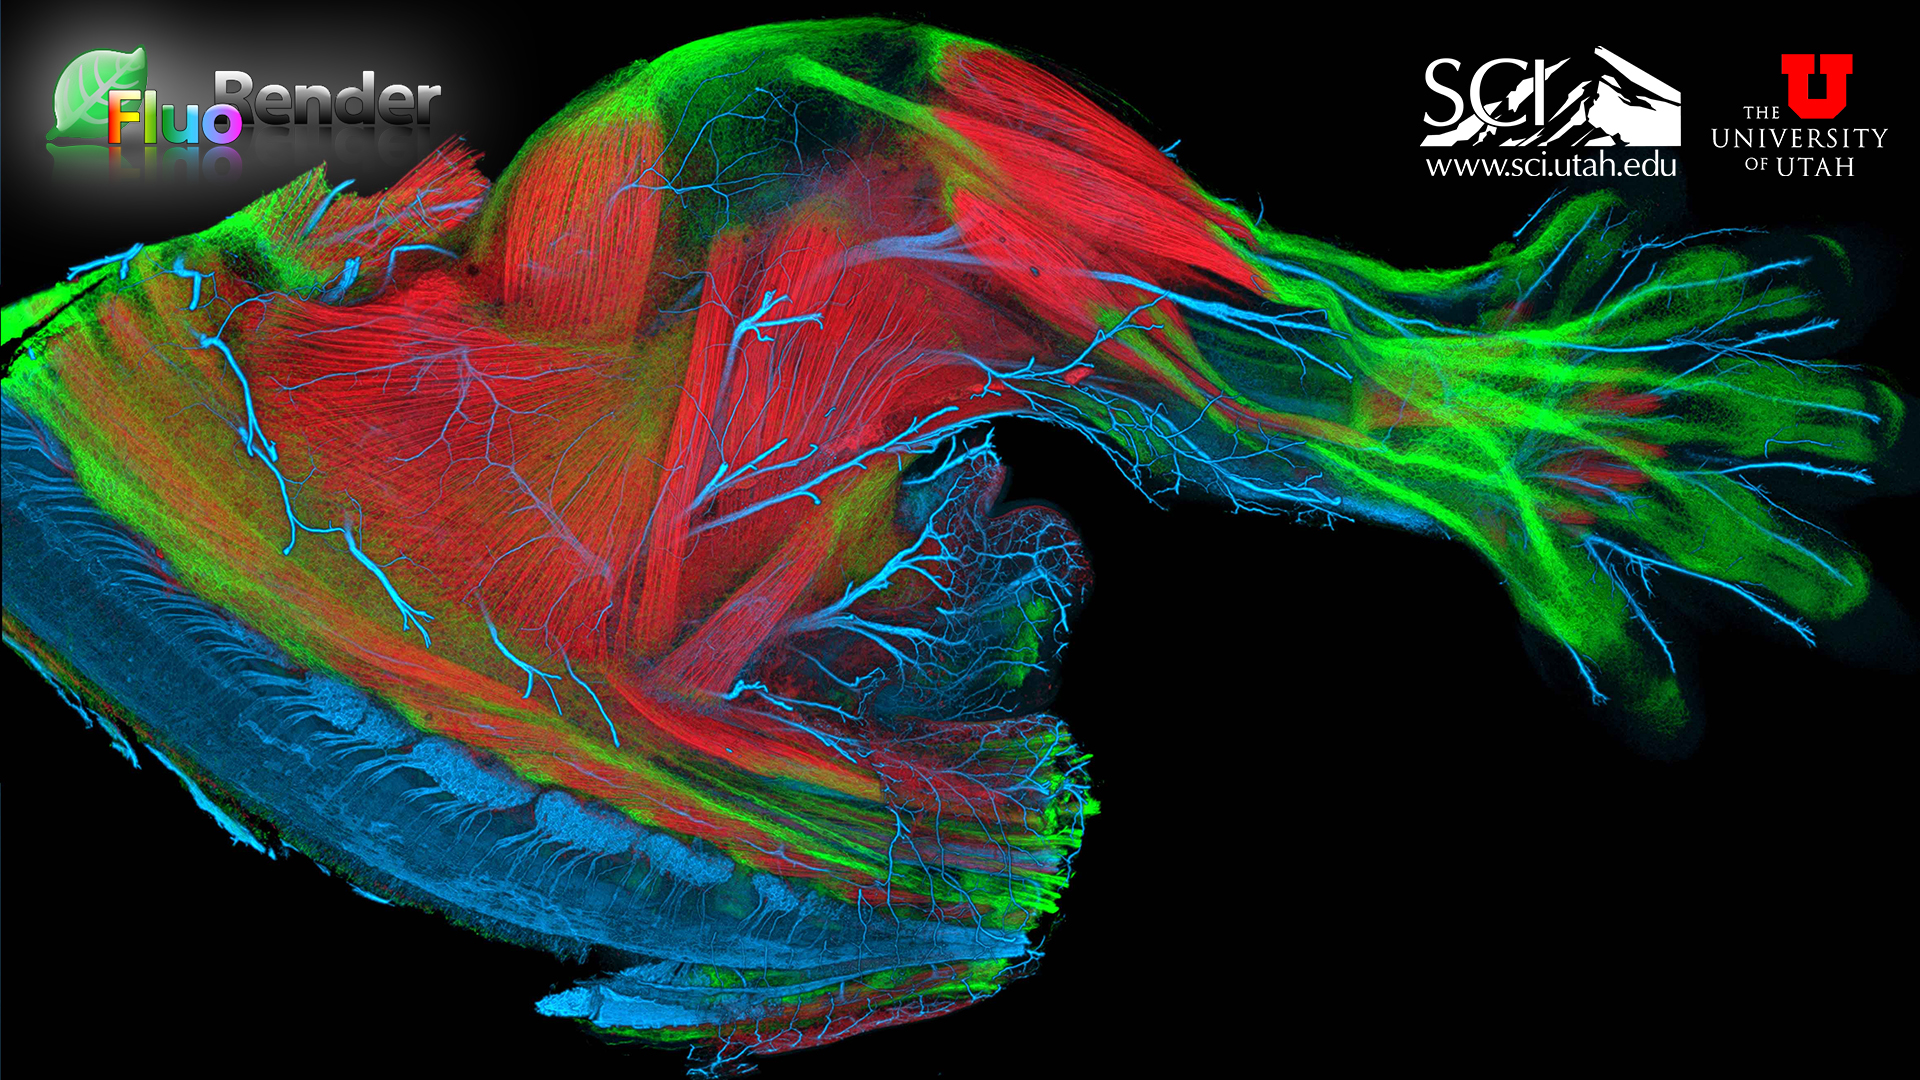 FluoRender
SCI
www.sci.utah.edu
U
THE
UNIVERSITY
OF UTAH